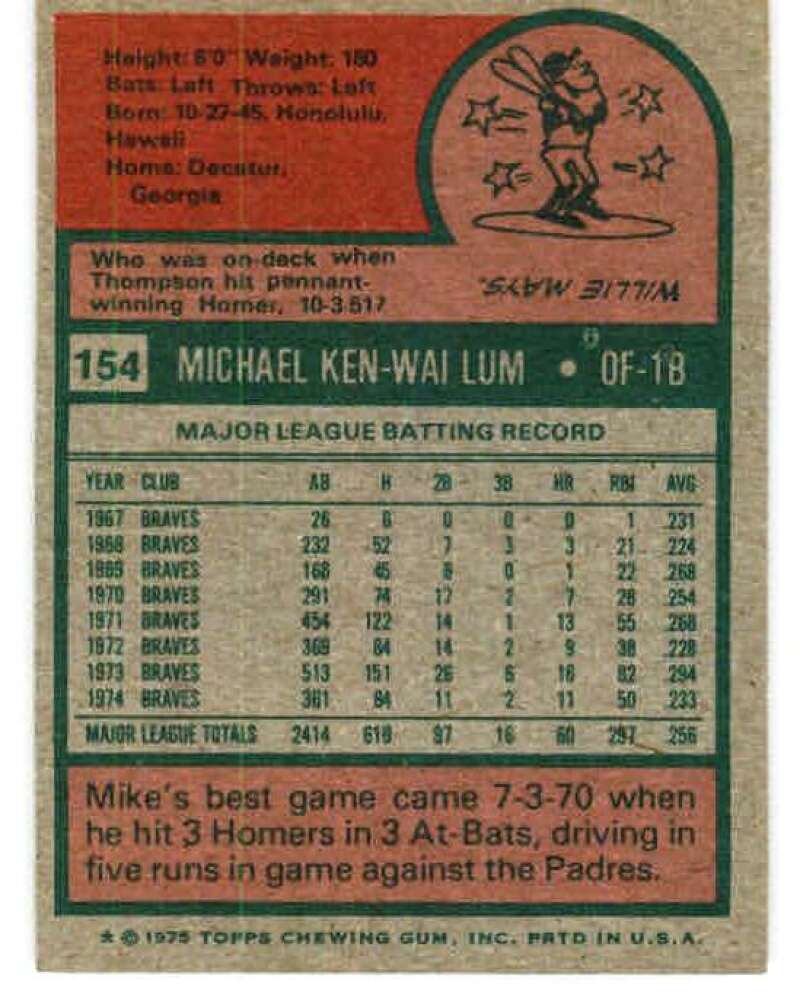 Height: 6'0" Weight: 180
Bats: Left Throws: Left
Born: 10-27-45, Honolulu,
Hawaii
Home: Decatur,
Georgia
Who was on-deck when
Thompson hit pennant-
winning Homer, 10-3-51?
WILLIE MAYS.
154 MICHAEL KEN-WAI LUM • OF-1B
MAJOR LEAGUE BATTING RECORD
YEAR CLUB AB H 2B 3B HR RBI AVG
1967 BRAVES 26 6 0 0 0 1 .231
1968 BRAVES 232 52 7 3 3 21 .224
1969 BRAVES 168 45 8 0 1 22 .268
1970 BRAVES 291 74 17 2 7 28 .254
1971 BRAVES 454 122 14 1 13 55 .269
1972 BRAVES 369 84 14 2 9 38 .228
1973 BRAVES 513 151 26 6 16 82 .294
1974 BRAVES 361 84 11 2 11 50 .233
MAJOR LEAGUE TOTALS 2414 618 97 16 60 297 .256
Mike's best game came 7-3-70 when
he hit 3 Homers in 3 At-Bats, driving in
five runs in game against the Padres.
* © 1975 TOPPS CHEWING GUM, INC. PRTD IN U.S.A.